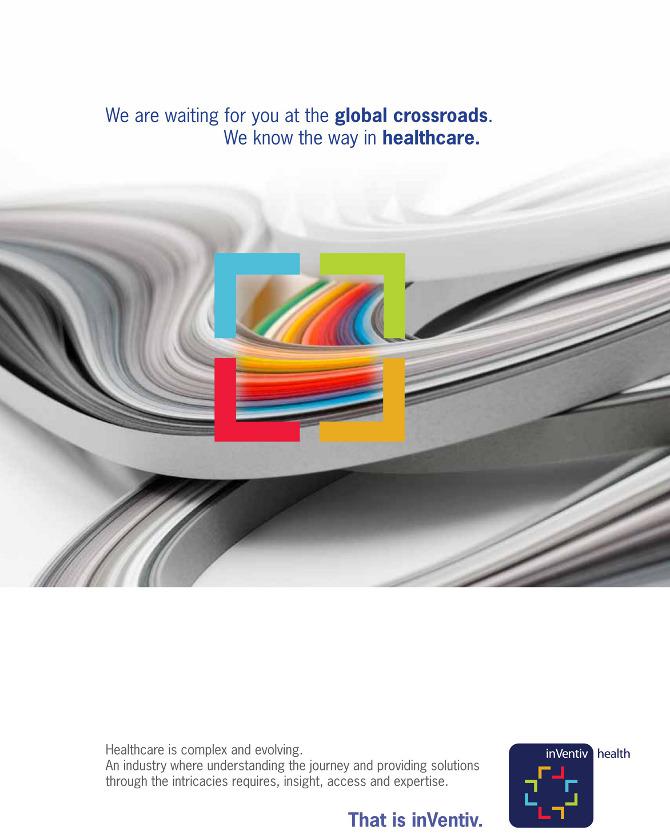 We are waiting for you at the global crossroads.
We know the way in healthcare.
Healthcare is complex and evolving.
An industry where understanding the journey and providing solutions
through the intricacies requires, insight, access and expertise.
That is inVentiv.
inVentiv health